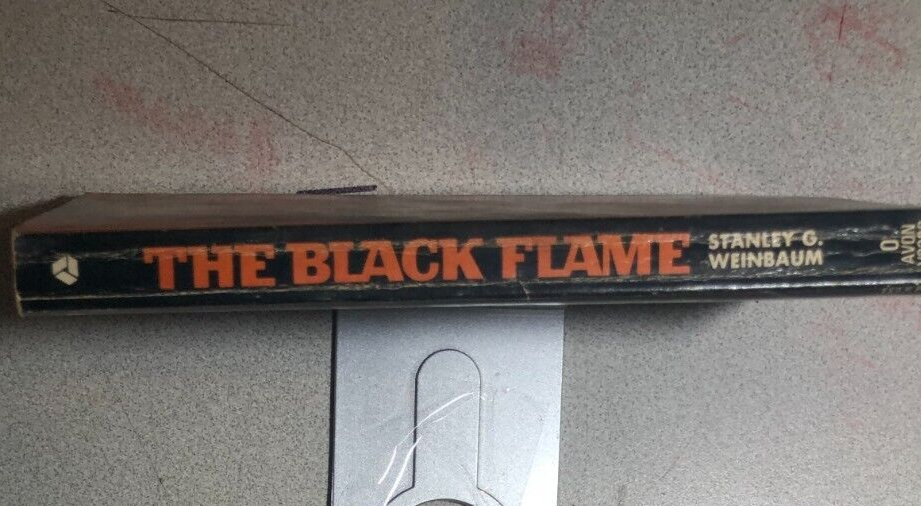 THE BLACK FLAME
STANLEY G.
WEINBAUM
AVON